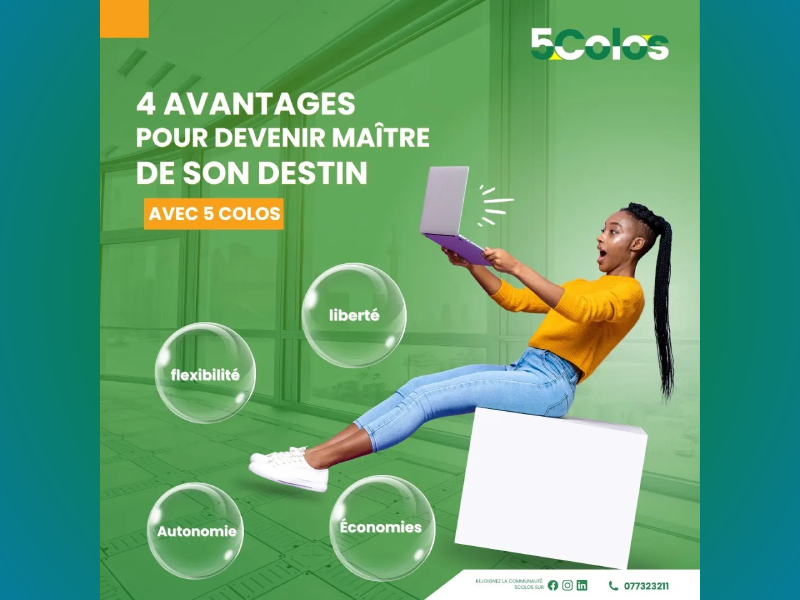 5Colos
4 AVANTAGES
POUR DEVENIR MAÎTRE
DE SON DESTIN
AVEC 5 COLOS
liberté
flexibilité
Autonomie
Économies
REJOIGNEZ LA COMMUNAUTÉ
5COLOS SUR
077323211